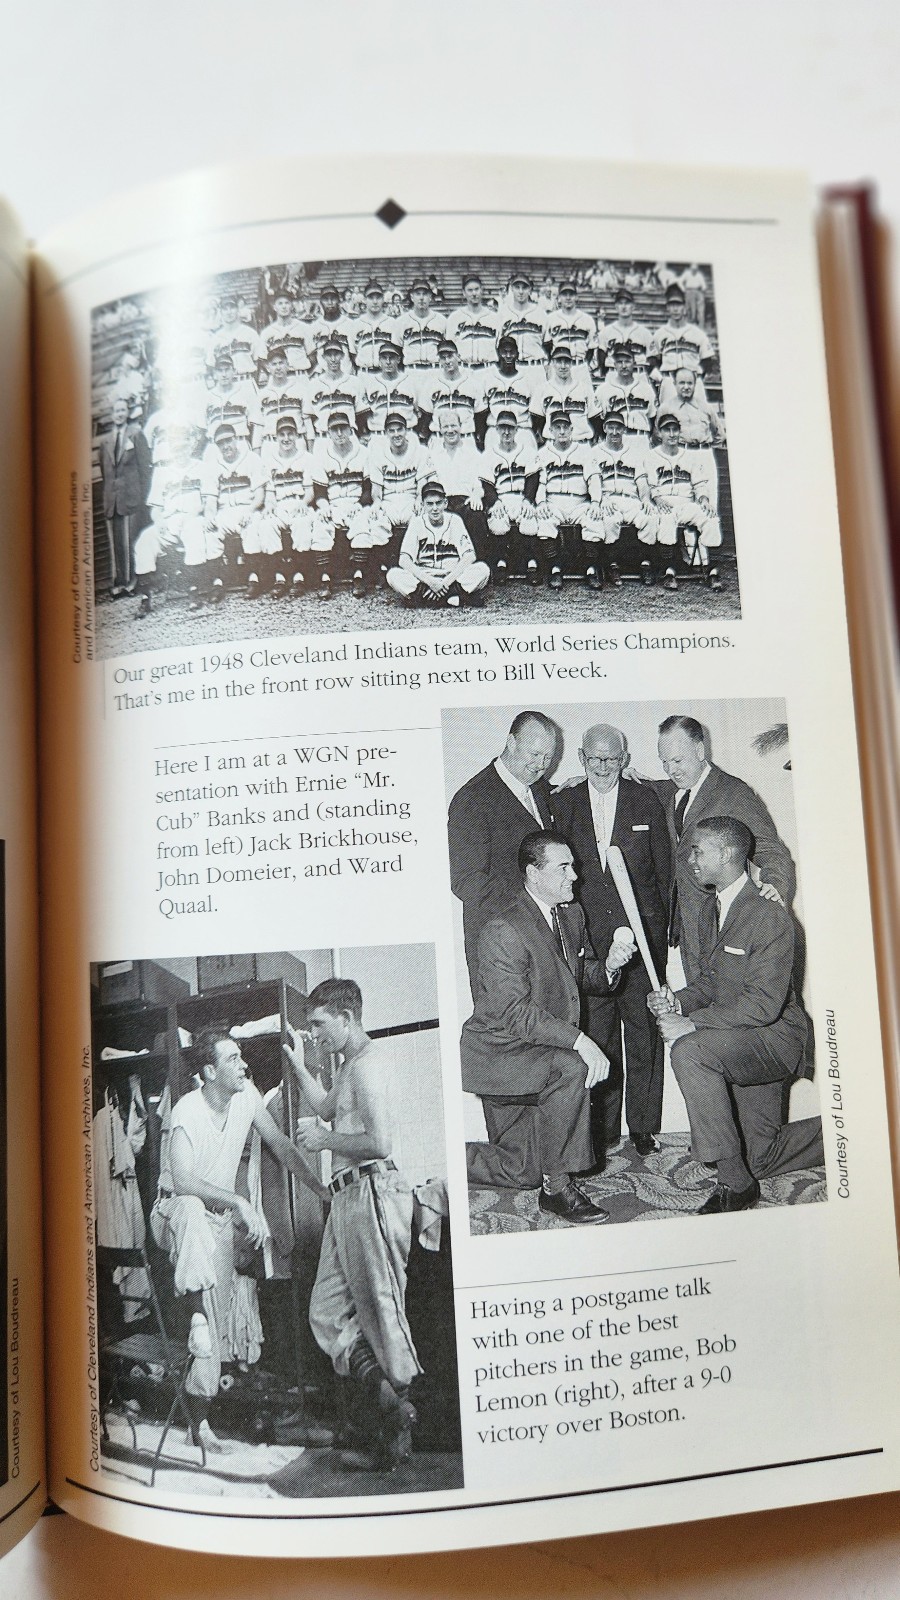 Courtesy of Cleveland Indians
and American Archives, Inc.
Our great 1948 Cleveland Indians team, World Series Champions.
That's me in the front row sitting next to Bill Veeck.
Here I am at a WGN pre-
sentation with Ernie “Mr.
Cub” Banks and (standing
from left) Jack Brickhouse,
John Domeier, and Ward
Quaal.
Courtesy of Lou Boudreau
Courtesy of Cleveland Indians and American Archives, Inc.
Having a postgame talk
with one of the best
pitchers in the game, Bob
Lemon (right), after a 9-0
victory over Boston.
Courtesy of Lou Boudreau
Indians